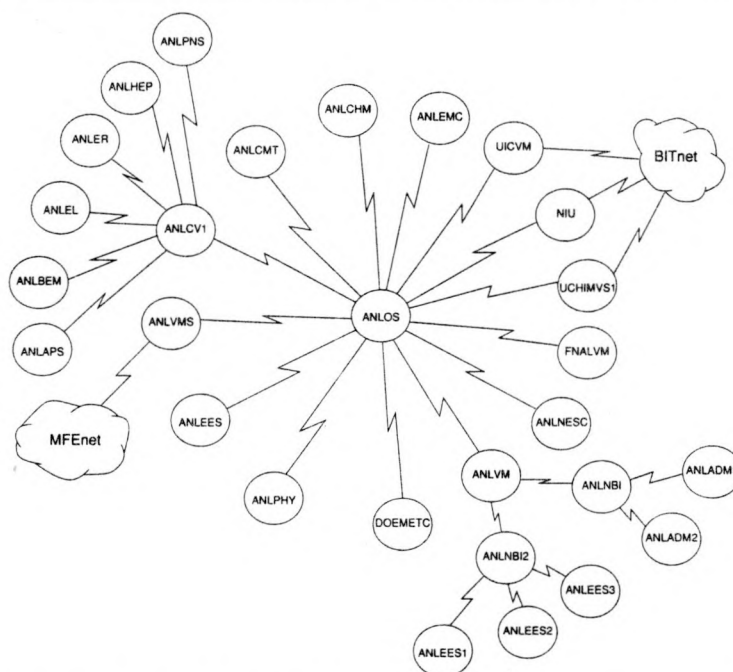 ANLPNS
ANLHEP
ANLCHM
ANLEMC
ANLER
ANLCMT
UICVM
BITnet
ANLEL
ANLCV1
NIU
ANLBEM
UCHIMVS1
ANLAPS
ANLVMS
ANLOS
FNALVM
ANLEES
ANLNESC
MFEnet
ANLVM
ANLADM
ANLPHY
ANLNBI
DOEMETC
ANLADM2
ANLNBI2
ANLEES3
ANLEES2
ANLEES1